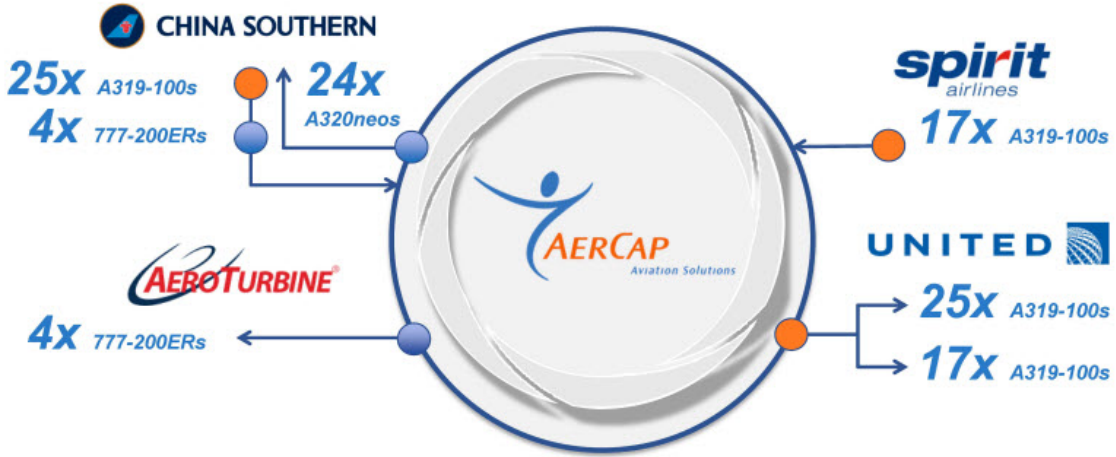 CHINA SOUTHERN
25x A319-100s
4x 777-200ERs
24x
A320neos
spirit
airlines
17x A319-100s
AERCAP
Aviation Solutions
AEROTURBINE®
4x 777-200ERs
UNITED
25x A319-100s
17x A319-100s